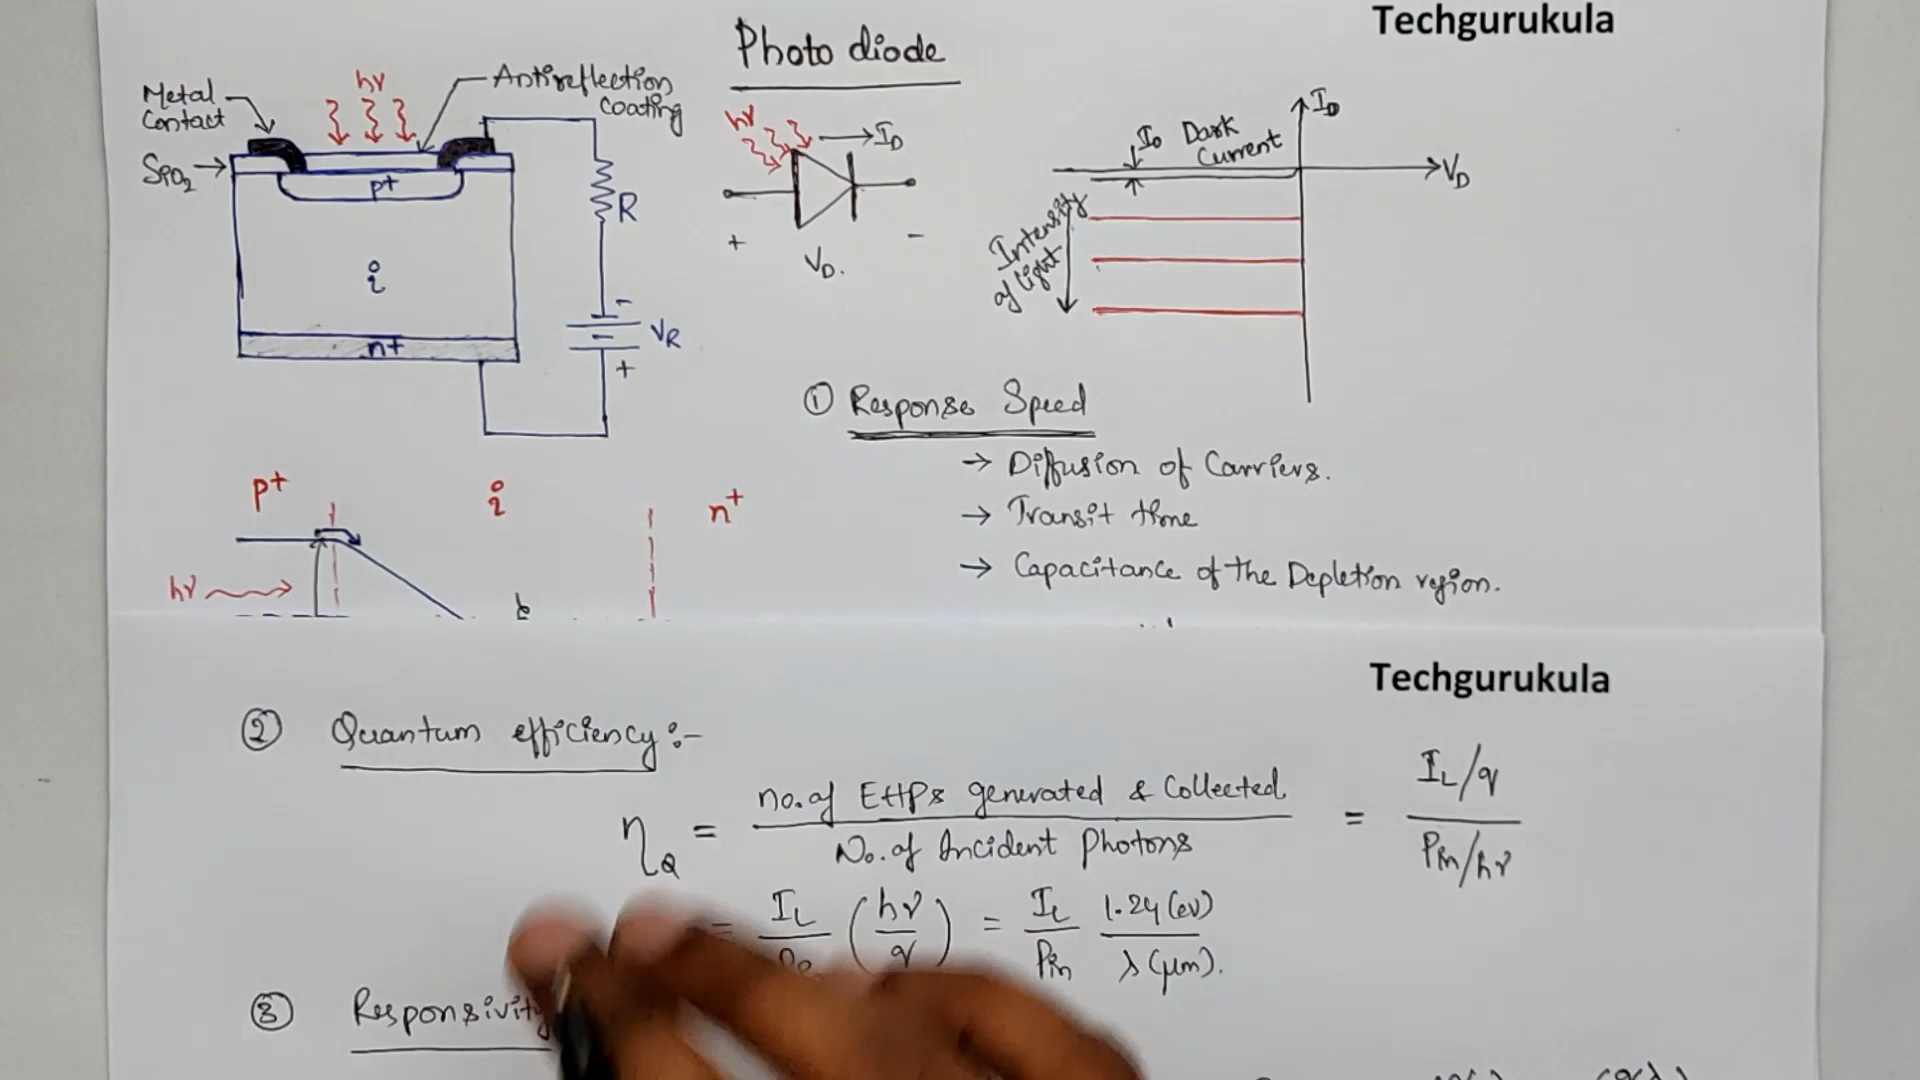 Techgurukula
Photo diode
Metal
Contact
hν
Antireflection
coating
SiO₂
p+
i
n+
R
-
VR
+
hν
ID
+
-
VD.
ID
I0 Dark
Current
VD
Intensity
of light
① Response Speed
→ Diffusion of Carriers.
→ Transit time
→ Capacitance of the Depletion region.
p+
i
n+
hν
Techgurukula
② Quantum efficiency :-
ηQ = no. of EHPs generated & Collected / No. of Incident Photons = IL/q / Pin/hν
= IL (hν/q) = IL/Pin 1.24(eV)/λ(μm).
③ Responsivity